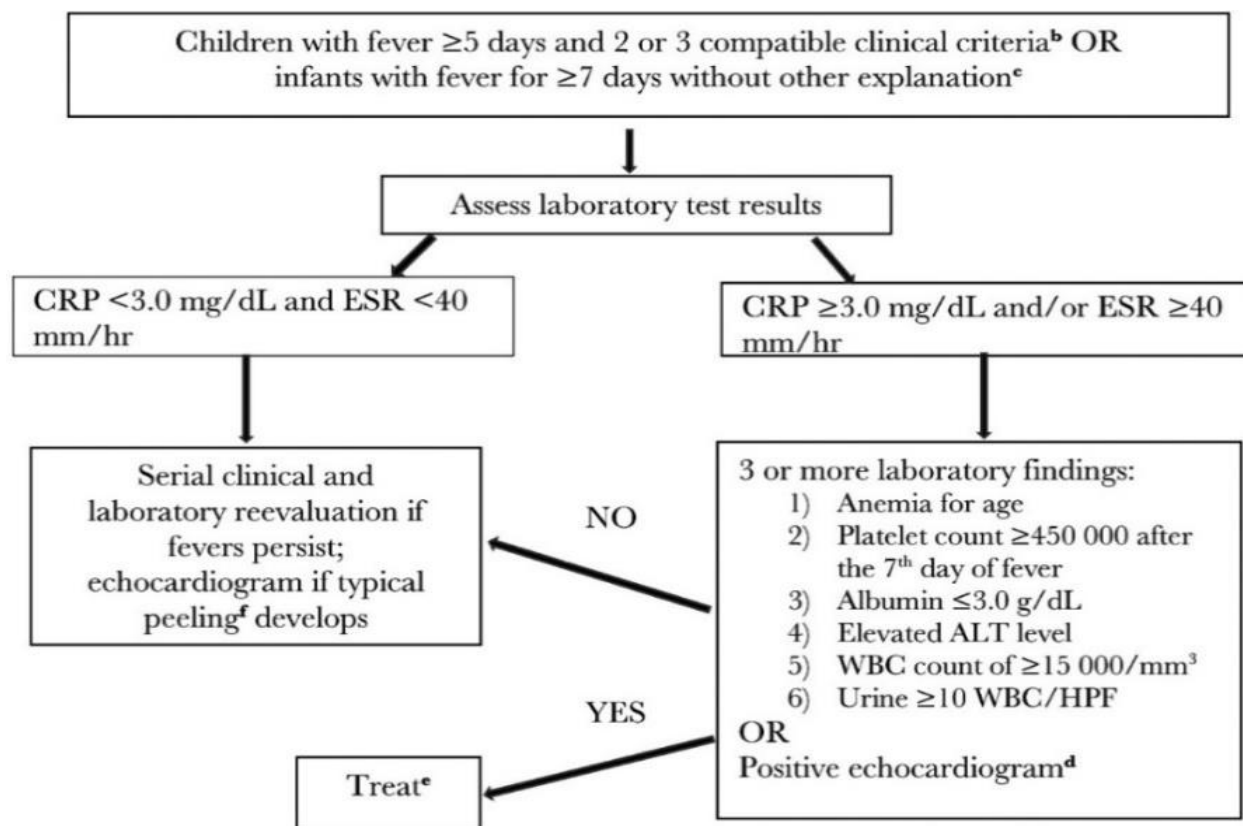 Children with fever ≥5 days and 2 or 3 compatible clinical criteriaᵇ OR
infants with fever for ≥7 days without other explanationᶜ
Assess laboratory test results
CRP <3.0 mg/dL and ESR <40
mm/hr
CRP ≥3.0 mg/dL and/or ESR ≥40
mm/hr
Serial clinical and
laboratory reevaluation if
fevers persist;
echocardiogram if typical
peelingᶠ develops
NO
3 or more laboratory findings:
1) Anemia for age
2) Platelet count ≥450 000 after
the 7ᵗʰ day of fever
3) Albumin ≤3.0 g/dL
4) Elevated ALT level
5) WBC count of ≥15 000/mm³
6) Urine ≥10 WBC/HPF
OR
Positive echocardiogramᵈ
YES
Treatᵉ